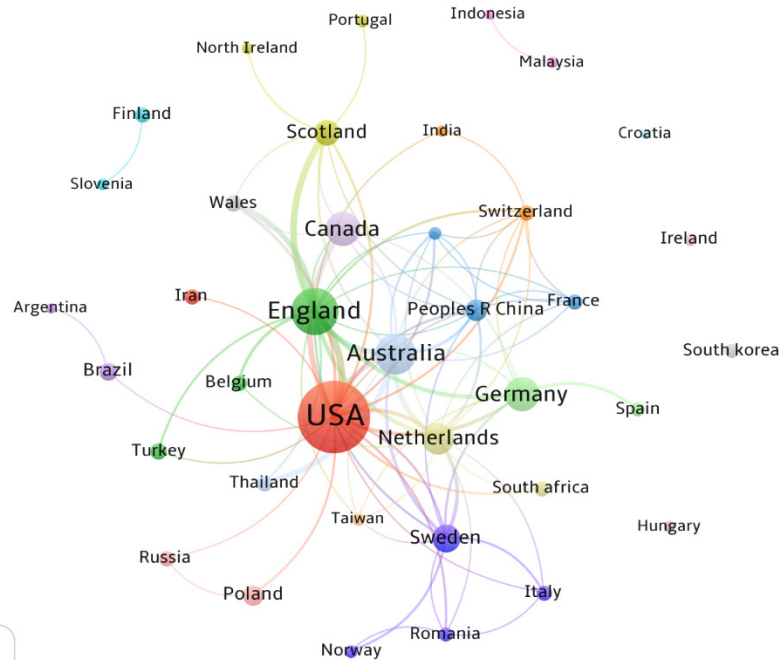 Portugal
Indonesia
North Ireland
Malaysia
Finland
Scotland
India
Croatia
Slovenia
Wales
Canada
Switzerland
Ireland
Iran
Argentina
England
Peoples R China
France
Australia
South korea
Brazil
Belgium
Germany
USA
Spain
Netherlands
Turkey
Thailand
South africa
Taiwan
Hungary
Sweden
Russia
Poland
Italy
Romania
Norway